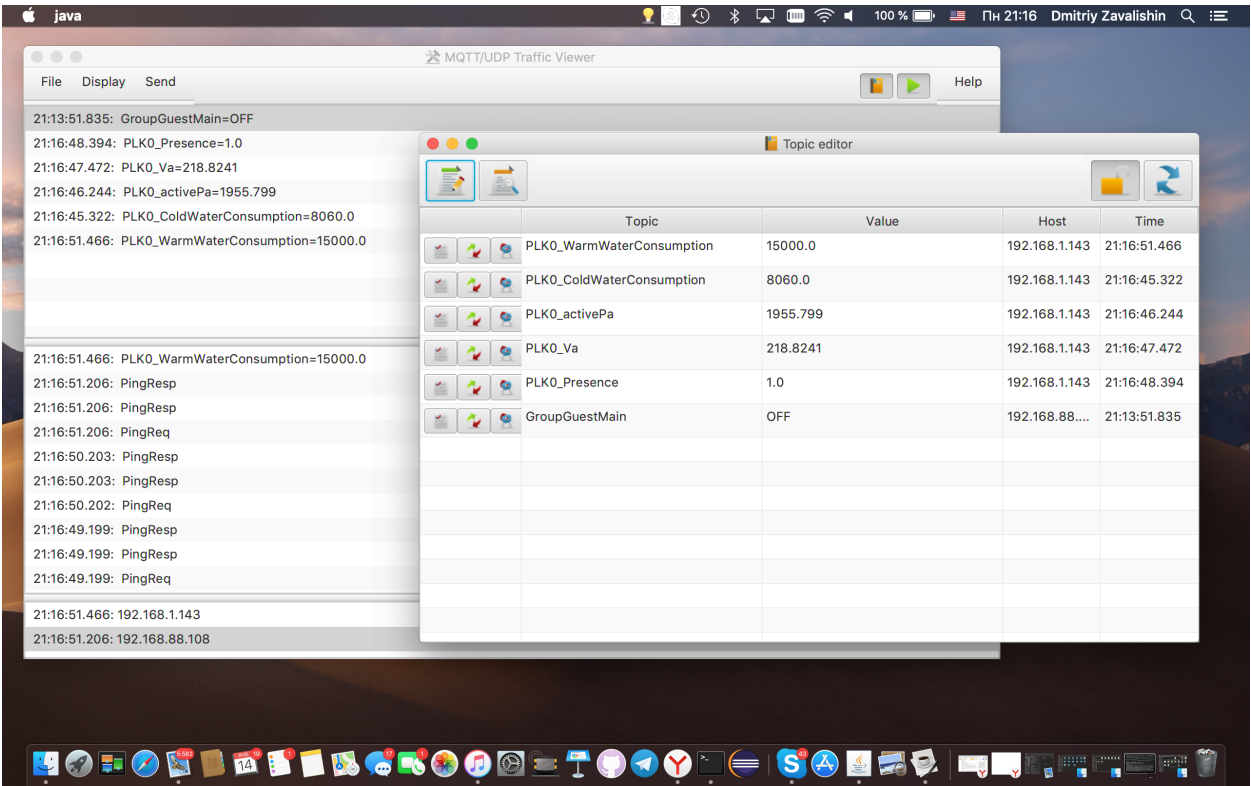 java 100 % Пн 21:16 Dmitriy Zavalishin
MQTT/UDP Traffic Viewer
File Display Send Help
21:13:51.835: GroupGuestMain=OFF
21:16:48.394: PLK0_Presence=1.0
21:16:47.472: PLK0_Va=218.8241
21:16:46.244: PLK0_activePa=1955.799
21:16:45.322: PLK0_ColdWaterConsumption=8060.0
21:16:51.466: PLK0_WarmWaterConsumption=15000.0
21:16:51.466: PLK0_WarmWaterConsumption=15000.0
21:16:51.206: PingResp
21:16:51.206: PingResp
21:16:51.206: PingReq
21:16:50.203: PingResp
21:16:50.203: PingResp
21:16:50.202: PingReq
21:16:49.199: PingResp
21:16:49.199: PingResp
21:16:49.199: PingReq
21:16:51.466: 192.168.1.143
21:16:51.206: 192.168.88.108
Topic editor
Topic Value Host Time
PLK0_WarmWaterConsumption 15000.0 192.168.1.143 21:16:51.466
PLK0_ColdWaterConsumption 8060.0 192.168.1.143 21:16:45.322
PLK0_activePa 1955.799 192.168.1.143 21:16:46.244
PLK0_Va 218.8241 192.168.1.143 21:16:47.472
PLK0_Presence 1.0 192.168.1.143 21:16:48.394
GroupGuestMain OFF 192.168.88.... 21:13:51.835
14 19 1 17 1 43